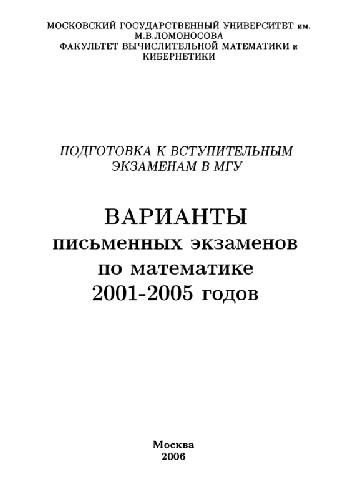 МОСКОВСКИЙ ГОСУДАРСТВЕННЫЙ УНИВЕРСИТЕТ им.
М.В.ЛОМОНОСОВА
ФАКУЛЬТЕТ ВЫЧИСЛИТЕЛЬНОЙ МАТЕМАТИКИ и
КИБЕРНЕТИКИ
ПОДГОТОВКА К ВСТУПИТЕЛЬНЫМ
ЭКЗАМЕНАМ В МГУ
ВАРИАНТЫ
письменных экзаменов
по математике
2001-2005 годов
Москва
2006